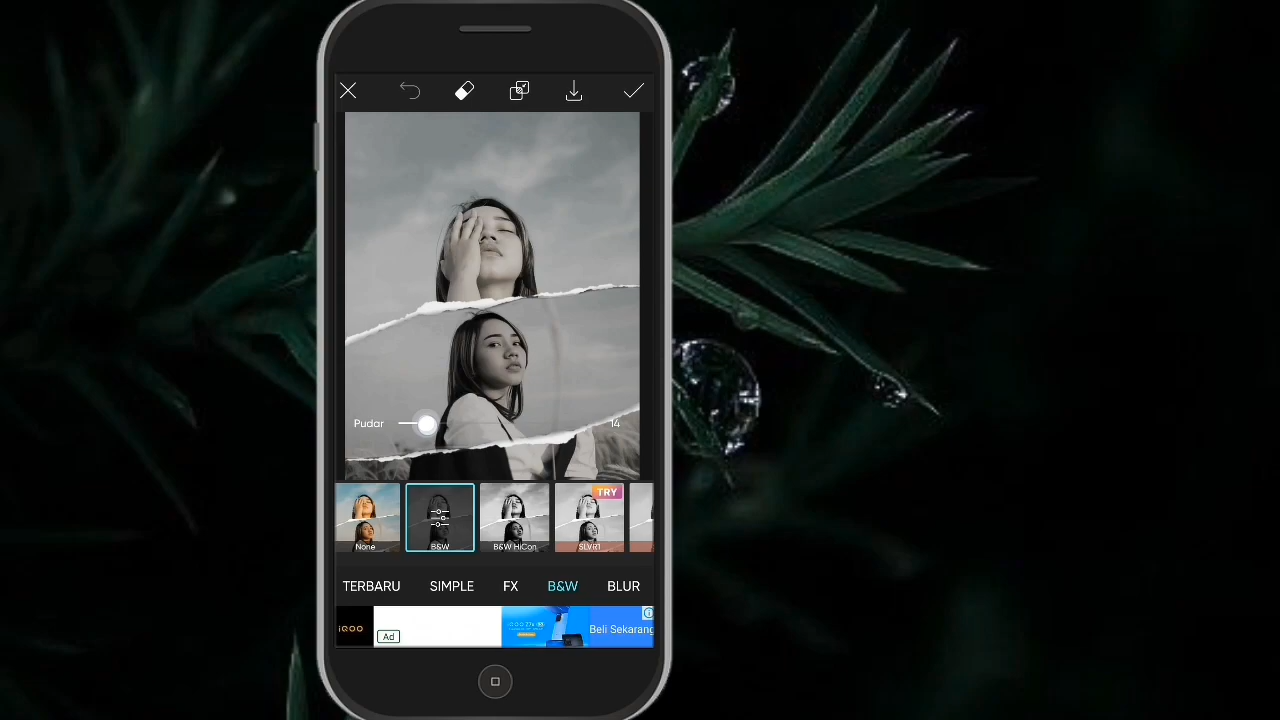 Pudar 14
TRY
None B&W B&W HiCon SLVR1
TERBARU SIMPLE FX B&W BLUR
iQOO Ad Beli Sekarang